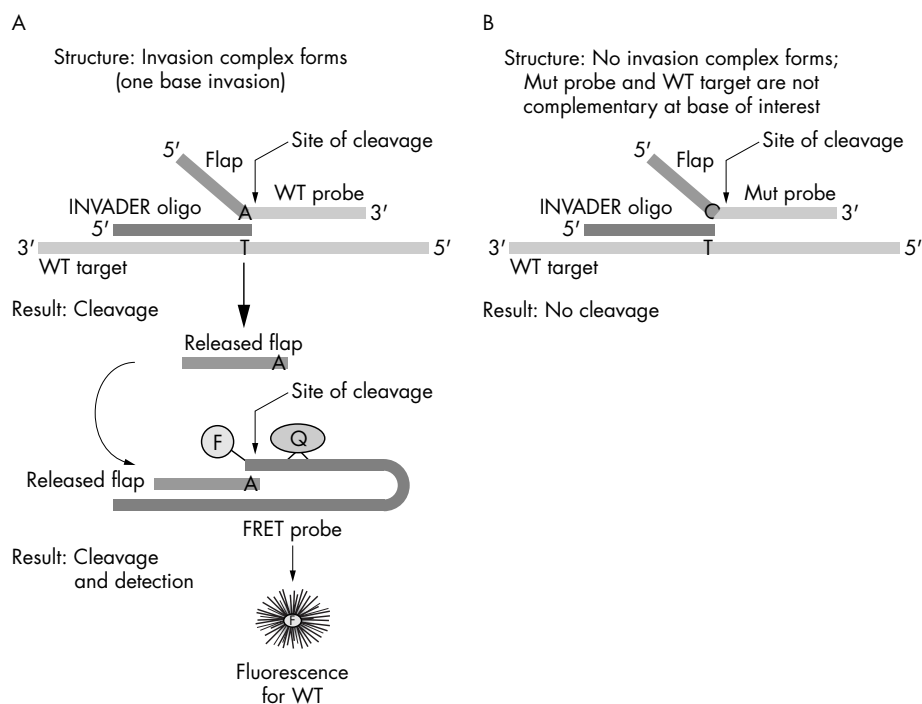 A
Structure: Invasion complex forms
(one base invasion)
Site of cleavage
5′
Flap
WT probe
A
3′
INVADER oligo
5′
3′
T
5′
WT target
Result: Cleavage
Released flap
A
Site of cleavage
F
Q
Released flap
A
FRET probe
Result: Cleavage
and detection
F
Fluorescence
for WT
B
Structure: No invasion complex forms;
Mut probe and WT target are not
complementary at base of interest
Site of cleavage
5′
Flap
Mut probe
C
3′
INVADER oligo
5′
3′
T
5′
WT target
Result: No cleavage